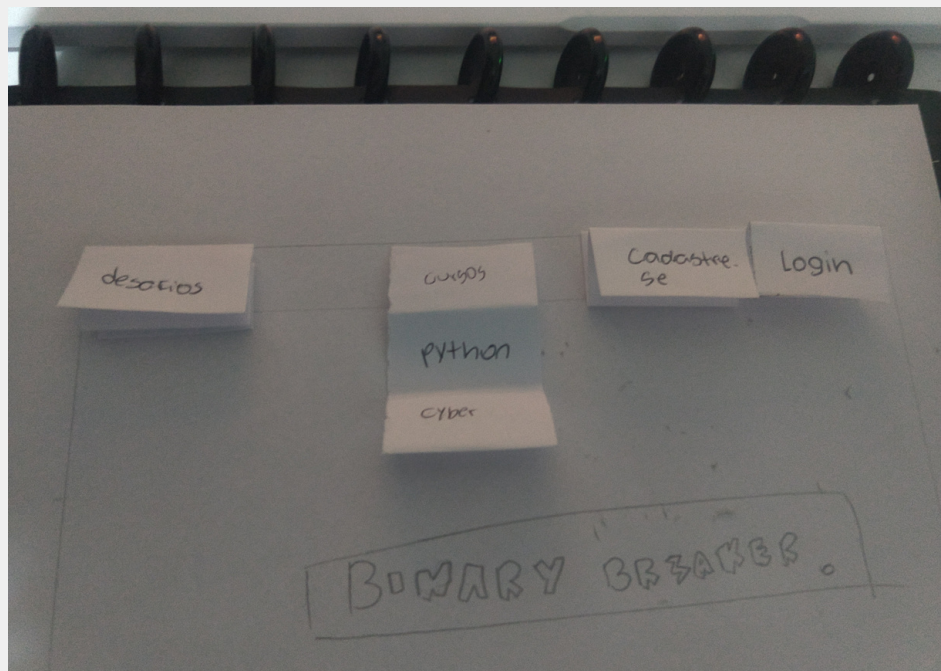 desafios
cursos
Cadastre-
se
Login
python
cyber
BINARY BREAKER.